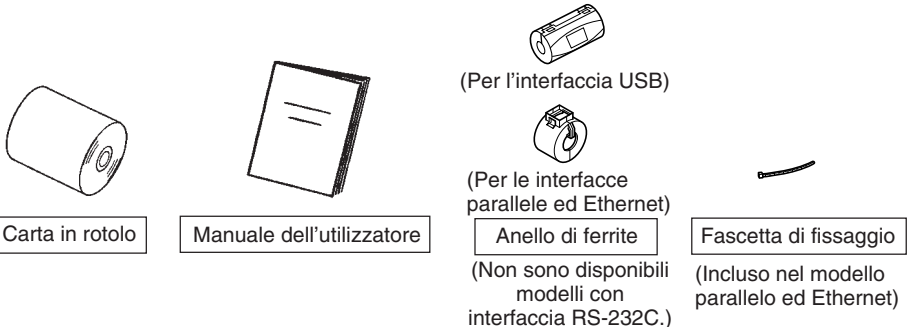 (Per l'interfaccia USB)
(Per le interfacce
parallele ed Ethernet)
Carta in rotolo
Manuale dell'utilizzatore
Anello di ferrite
(Non sono disponibili
modelli con
interfaccia RS-232C.)
Fascetta di fissaggio
(Incluso nel modello
parallelo ed Ethernet)